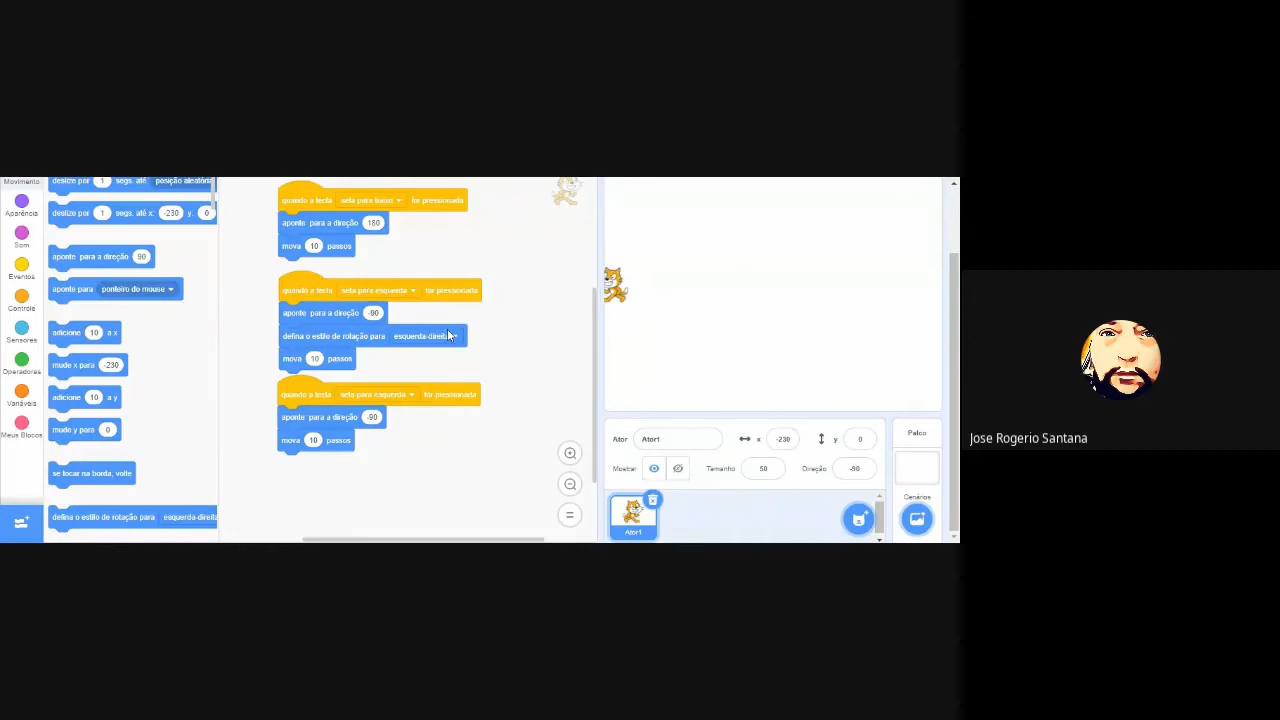 Movimento
Aparência
Som
Eventos
Controle
Sensores
Operadores
Variáveis
Meus Blocos
deslize por 1 segs. até posição aleatória
deslize por 1 segs. até x: -230 y: 0
aponte para a direção 90
aponte para ponteiro do mouse
adicione 10 a x
mude x para -230
adicione 10 a y
mude y para 0
se tocar na borda, volte
defina o estilo de rotação para esquerda-direita
quando a tecla seta para baixo for pressionada
aponte para a direção 180
mova 10 passos
quando a tecla seta para esquerda for pressionada
aponte para a direção -90
defina o estilo de rotação para esquerda-direita
mova 10 passos
quando a tecla seta para esquerda for pressionada
aponte para a direção -90
mova 10 passos
Ator Ator1 x -230 y 0
Mostrar Tamanho 50 Direção -90
Ator1
Palco
Cenários
Jose Rogerio Santana